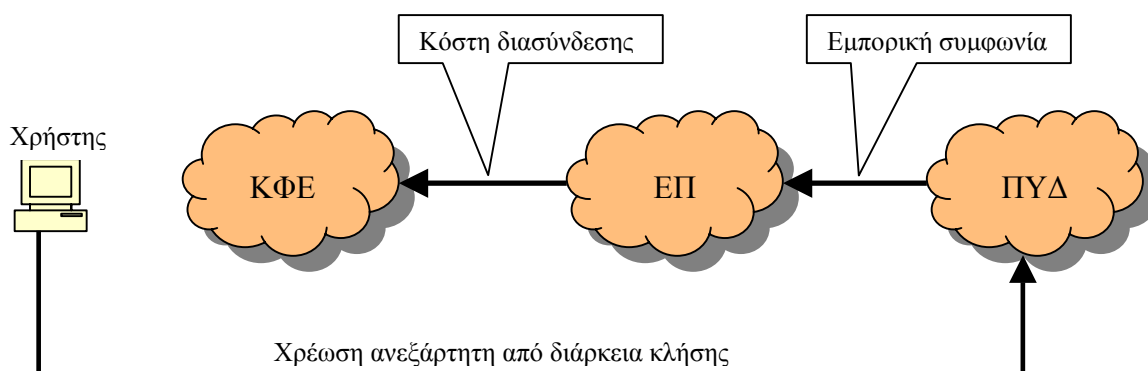 Κόστη διασύνδεσης
Εμπορική συμφωνία
Χρήστης
ΚΦΕ
ΕΠ
ΠΥΔ
Χρέωση ανεξάρτητη από διάρκεια κλήσης